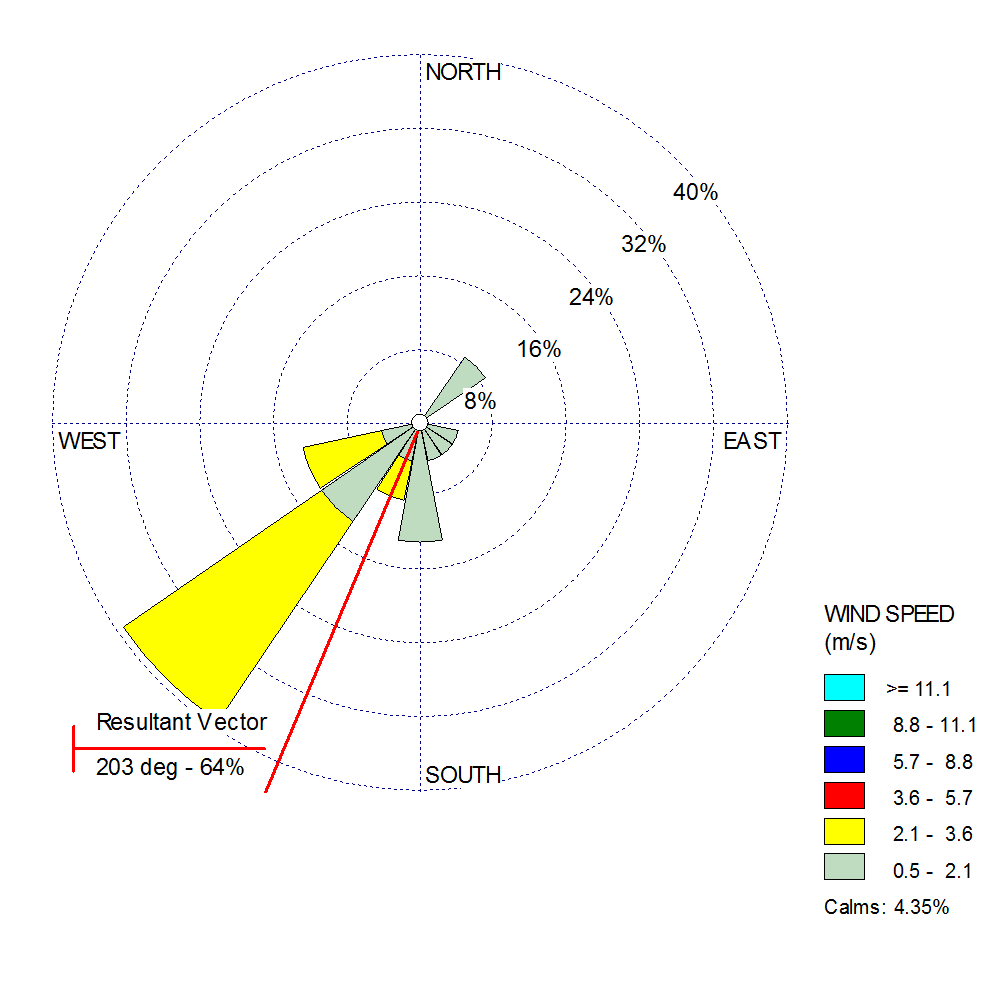 NORTH
40%
32%
24%
16%
8%
WEST
EAST
WIND SPEED
(m/s)
>= 11.1
8.8 - 11.1
5.7 - 8.8
3.6 - 5.7
2.1 - 3.6
0.5 - 2.1
Calms: 4.35%
Resultant Vector
203 deg - 64%
SOUTH